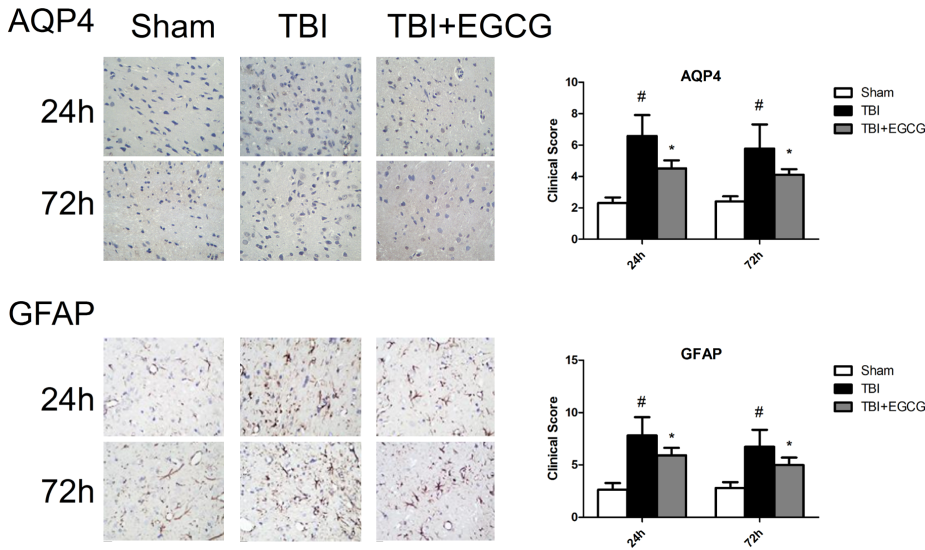 AQP4
Sham TBI TBI+EGCG
24h
72h
AQP4
Clinical Score
10
8
6
4
2
0
# * # *
24h 72h
Sham
TBI
TBI+EGCG
GFAP
24h
72h
GFAP
Clinical Score
15
10
5
0
# * # *
24h 72h
Sham
TBI
TBI+EGCG